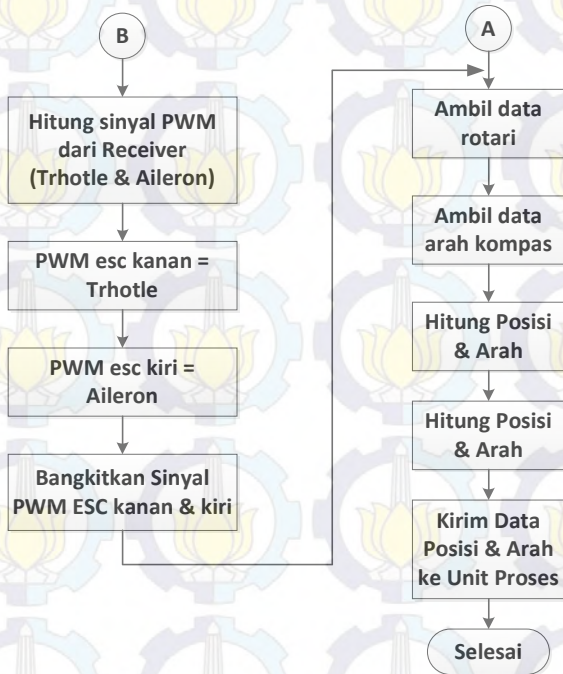 B
Hitung sinyal PWM
dari Receiver
(Trhotle & Aileron)
PWM esc kanan =
Trhotle
PWM esc kiri =
Aileron
Bangkitkan Sinyal
PWM ESC kanan & kiri
A
Ambil data
rotari
Ambil data
arah kompas
Hitung Posisi
& Arah
Hitung Posisi
& Arah
Kirim Data
Posisi & Arah
ke Unit Proses
Selesai